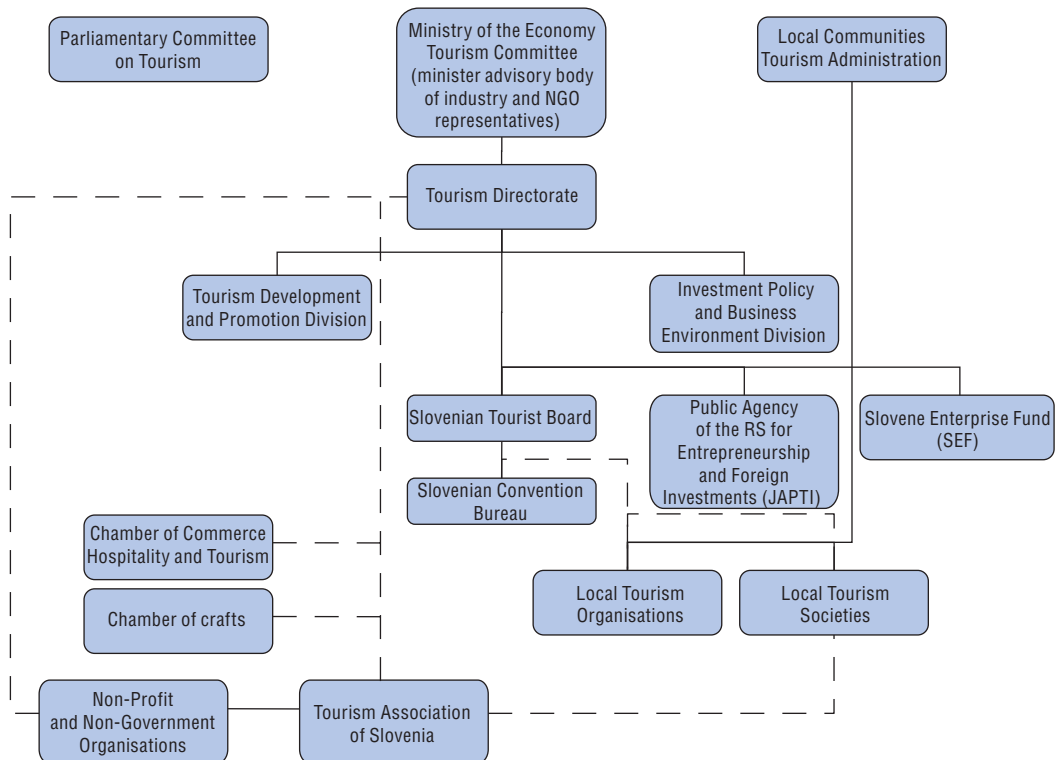 Parliamentary Committee
on Tourism
Ministry of the Economy
Tourism Committee
(minister advisory body
of industry and NGO
representatives)
Local Communities
Tourism Administration
Tourism Directorate
Tourism Development
and Promotion Division
Investment Policy
and Business
Environment Division
Slovenian Tourist Board
Public Agency
of the RS for
Entrepreneurship
and Foreign
Investments (JAPTI)
Slovene Enterprise Fund
(SEF)
Slovenian Convention
Bureau
Chamber of Commerce
Hospitality and Tourism
Local Tourism
Organisations
Local Tourism
Societies
Chamber of crafts
Non-Profit
and Non-Government
Organisations
Tourism Association
of Slovenia